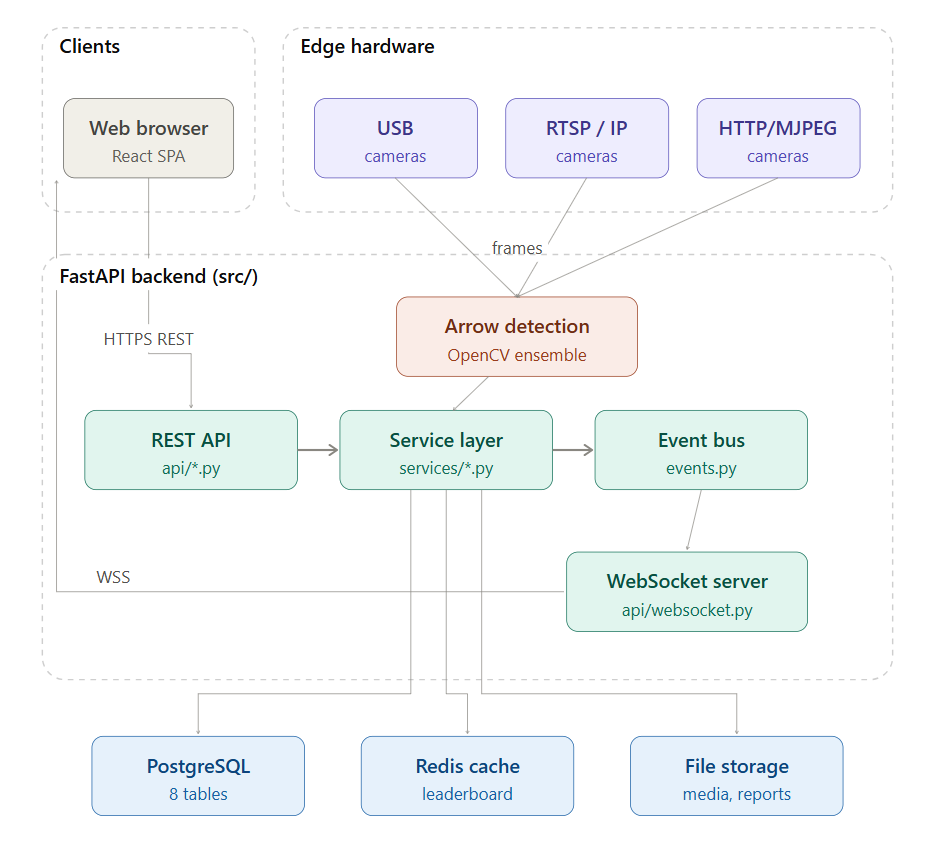 Clients
Edge hardware
Web browser
React SPA
USB
cameras
RTSP / IP
cameras
HTTP/MJPEG
cameras
frames
FastAPI backend (src/)
Arrow detection
OpenCV ensemble
HTTPS REST
REST API
api/*.py
Service layer
services/*.py
Event bus
events.py
WSS
WebSocket server
api/websocket.py
PostgreSQL
8 tables
Redis cache
leaderboard
File storage
media, reports